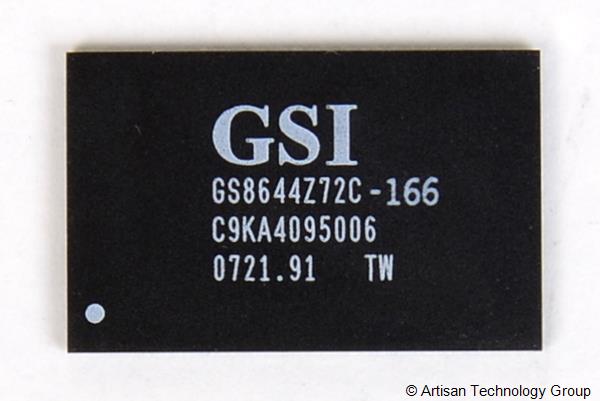 GSI
GS8644Z72C-166
C9KA4095006
0721.91 TW
© Artisan Technology Group